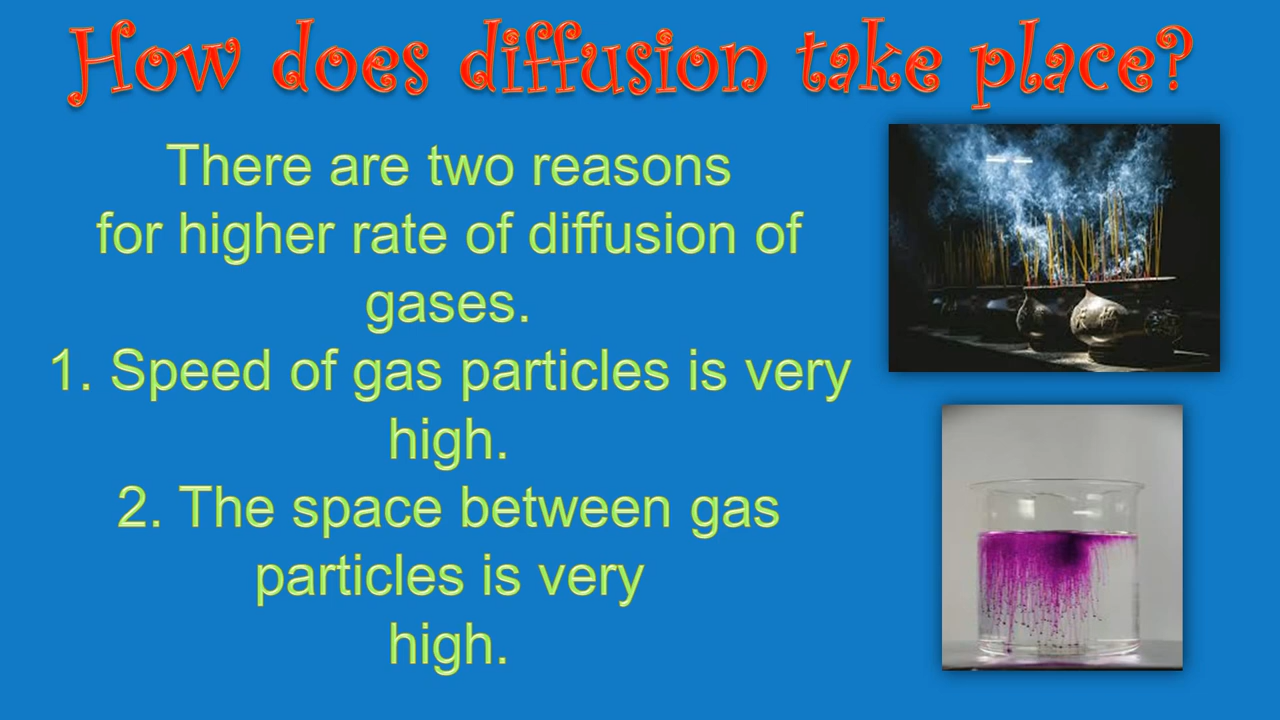 How does diffusion take place?
There are two reasons
for higher rate of diffusion of
gases.
1. Speed of gas particles is very
high.
2. The space between gas
particles is very
high.